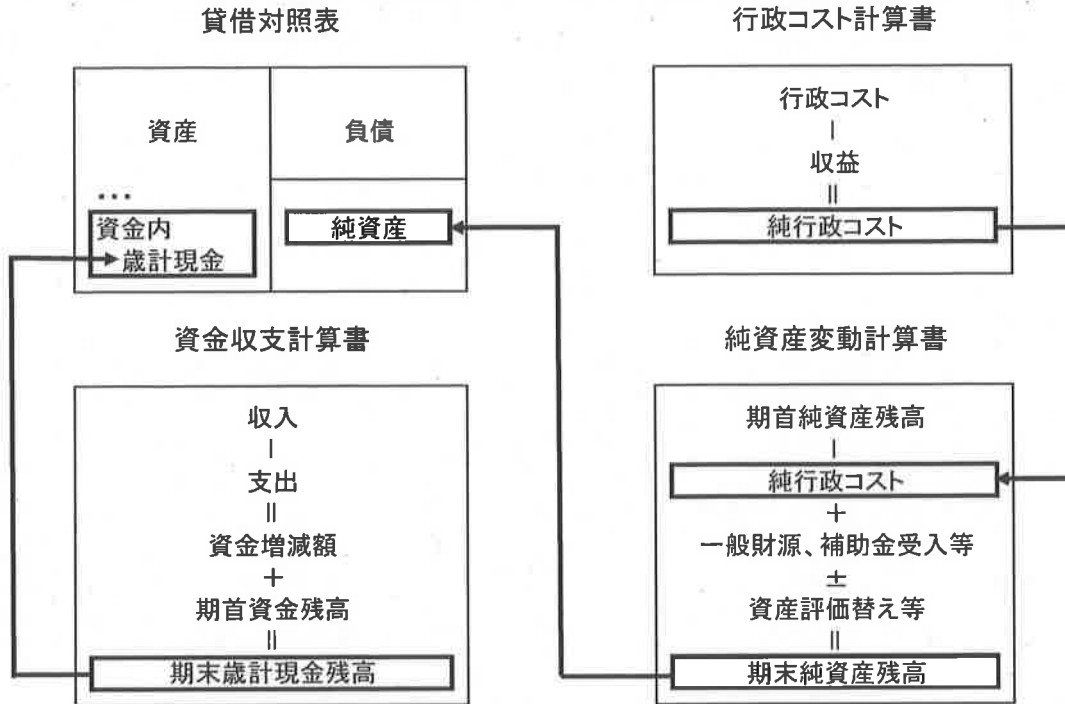 貸借対照表
資産
負債
…
資金内
歳計現金
純資産
行政コスト計算書
行政コスト
－
収益
＝
純行政コスト
資金収支計算書
収入
－
支出
＝
資金増減額
＋
期首資金残高
＝
期末歳計現金残高
純資産変動計算書
期首純資産残高
－
純行政コスト
＋
一般財源、補助金受入等
±
資産評価替え等
＝
期末純資産残高